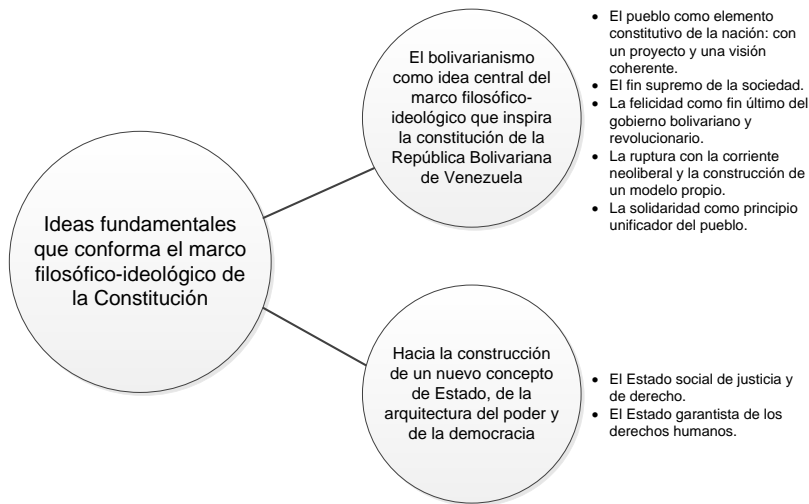 Ideas fundamentales
que conforma el marco
filosófico-ideológico de
la Constitución
El bolivarianismo
como idea central del
marco filosófico-
ideológico que inspira
la constitución de la
República Bolivariana
de Venezuela
• El pueblo como elemento
constitutivo de la nación: con
un proyecto y una visión
coherente.
• El fin supremo de la sociedad.
• La felicidad como fin último del
gobierno bolivariano y
revolucionario.
• La ruptura con la corriente
neoliberal y la construcción de
un modelo propio.
• La solidaridad como principio
unificador del pueblo.
Hacia la construcción
de un nuevo concepto
de Estado, de la
arquitectura del poder y
de la democracia
• El Estado social de justicia y
de derecho.
• El Estado garantista de los
derechos humanos.